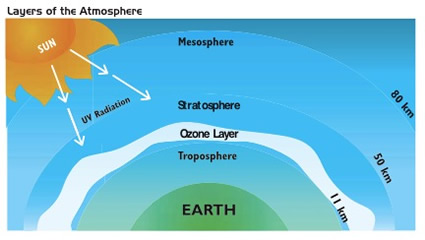 Layers of the Atmosphere
SUN
Mesosphere
UV Radiation
Stratosphere
80 km
Ozone Layer
Troposphere
50 km
11 km
EARTH